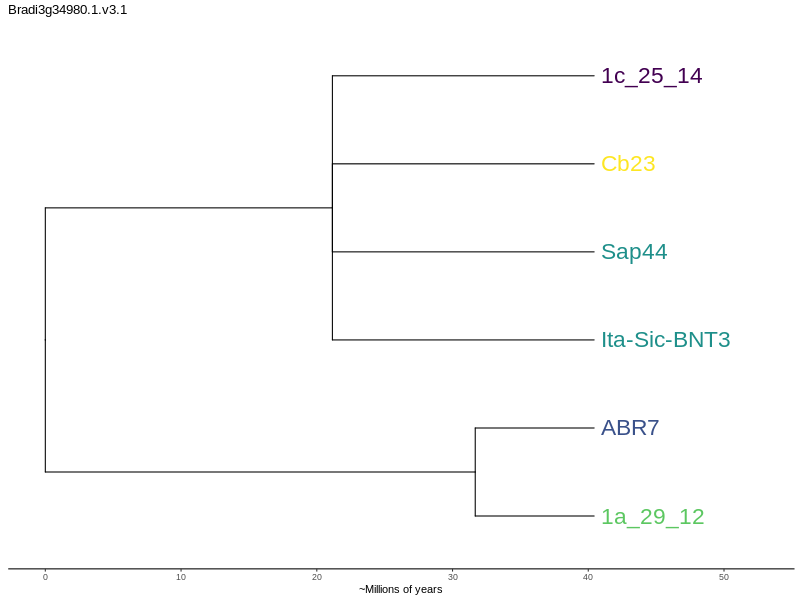 Bradi3g34980.1.v3.1
1c_25_14
Cb23
Sap44
Ita-Sic-BNT3
ABR7
1a_29_12
0 10 20 30 40 50
~Millions of years